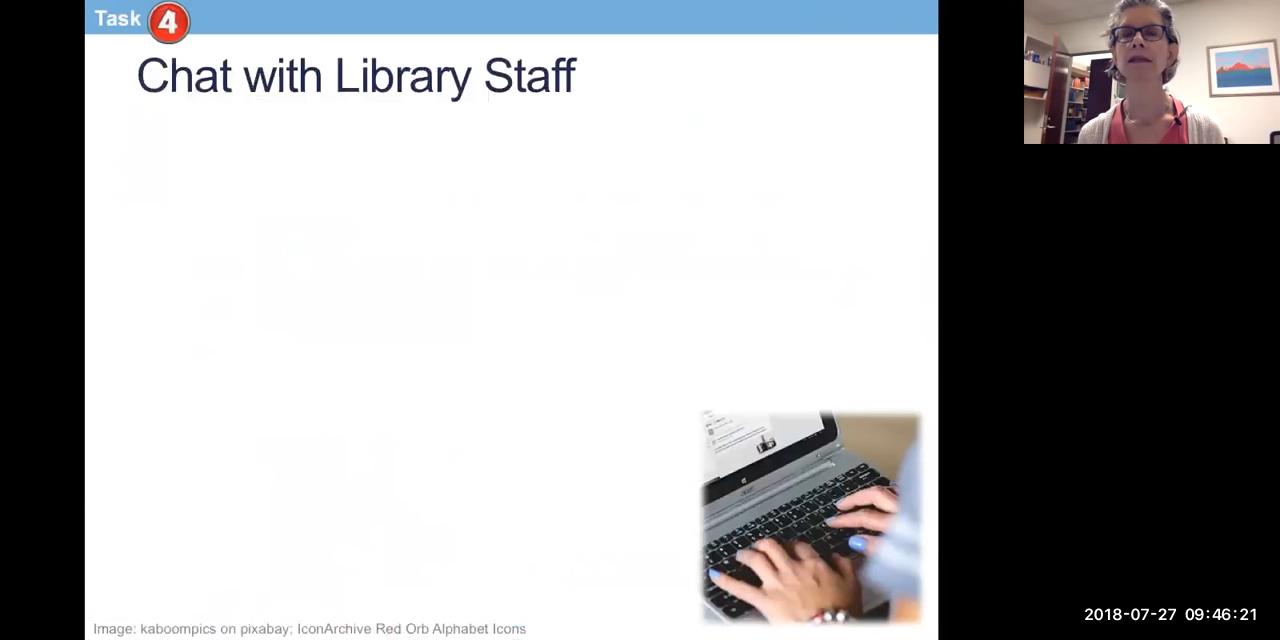 Task 4
Chat with Library Staff
Image: kaboompics on pixabay; IconArchive Red Orb Alphabet Icons
2018-07-27 09:46:21